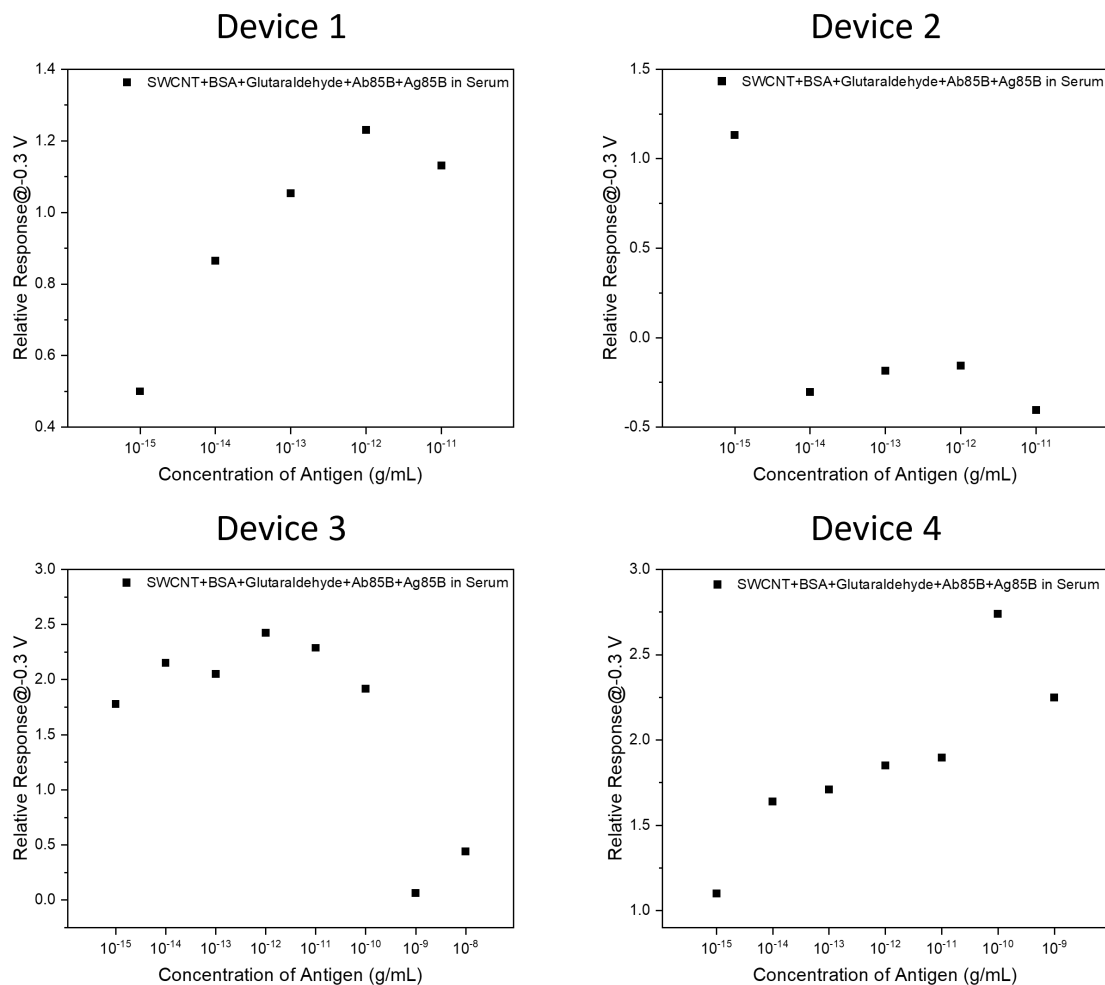 Device 1
SWCNT+BSA+Glutaraldehyde+Ab85B+Ag85B in Serum
Relative Response@-0.3 V
1.4
1.2
1.0
0.8
0.6
0.4
10⁻¹⁵ 10⁻¹⁴ 10⁻¹³ 10⁻¹² 10⁻¹¹
Concentration of Antigen (g/mL)
Device 2
SWCNT+BSA+Glutaraldehyde+Ab85B+Ag85B in Serum
Relative Response@-0.3 V
1.5
1.0
0.5
0.0
-0.5
10⁻¹⁵ 10⁻¹⁴ 10⁻¹³ 10⁻¹² 10⁻¹¹
Concentration of Antigen (g/mL)
Device 3
SWCNT+BSA+Glutaraldehyde+Ab85B+Ag85B in Serum
Relative Response@-0.3 V
3.0
2.5
2.0
1.5
1.0
0.5
0.0
10⁻¹⁵ 10⁻¹⁴ 10⁻¹³ 10⁻¹² 10⁻¹¹ 10⁻¹⁰ 10⁻⁹ 10⁻⁸
Concentration of Antigen (g/mL)
Device 4
SWCNT+BSA+Glutaraldehyde+Ab85B+Ag85B in Serum
Relative Response@-0.3 V
3.0
2.5
2.0
1.5
1.0
10⁻¹⁵ 10⁻¹⁴ 10⁻¹³ 10⁻¹² 10⁻¹¹ 10⁻¹⁰ 10⁻⁹
Concentration of Antigen (g/mL)